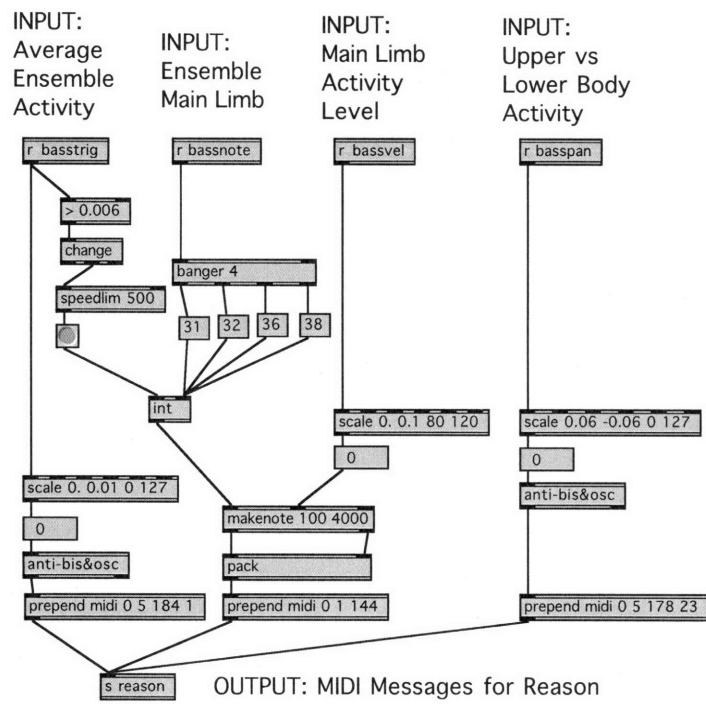 INPUT:
Average
Ensemble
Activity
INPUT:
Ensemble
Main Limb
INPUT:
Main Limb
Activity
Level
INPUT:
Upper vs
Lower Body
Activity
r basstrig
r bassnote
r bassvel
r basspan
> 0.006
change
speedlim 500
banger 4
31
32
36
38
int
scale 0. 0.1 80 120
0
scale 0.06 -0.06 0 127
0
anti-bis&osc
scale 0. 0.01 0 127
0
anti-bis&osc
makenote 100 4000
pack
prepend midi 0 5 184 1
prepend midi 0 1 144
prepend midi 0 5 178 23
s reason
OUTPUT: MIDI Messages for Reason